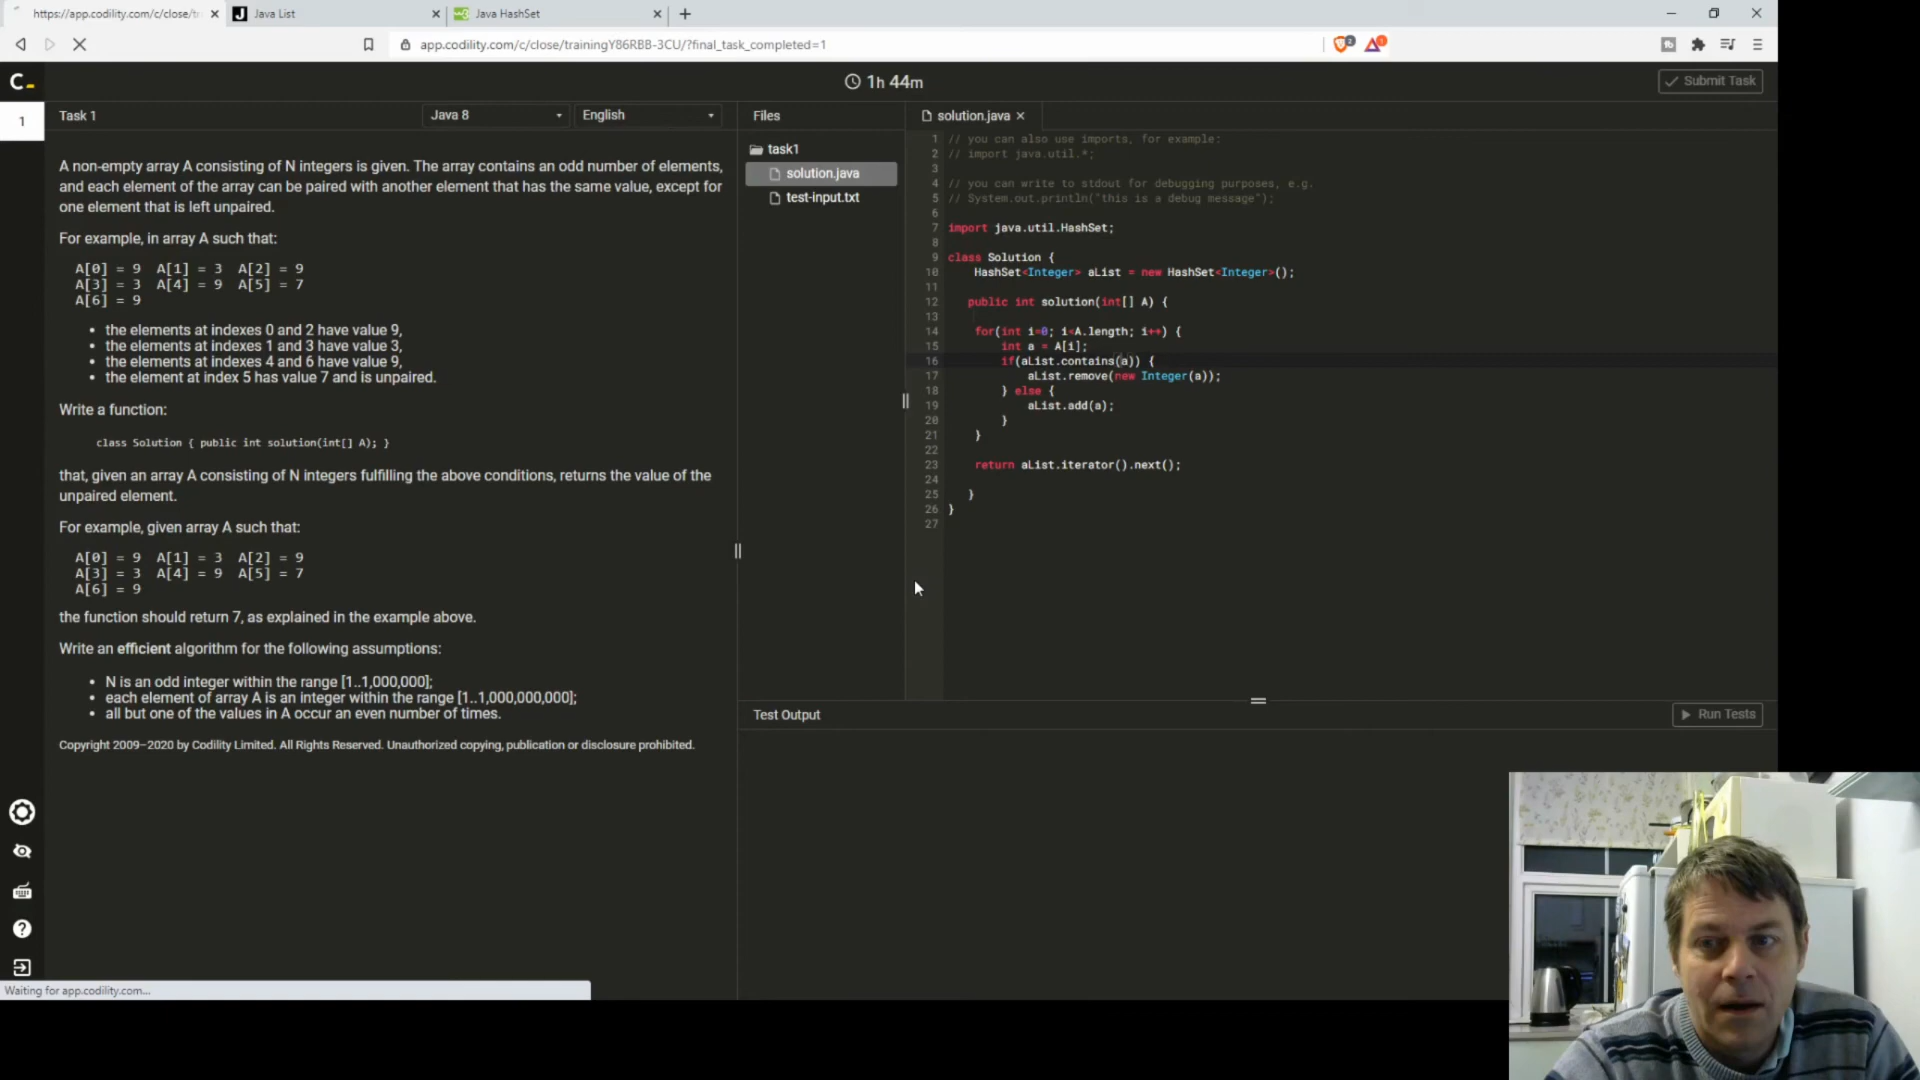 https://app.codility.com/c/close/tr
Java List
Java HashSet
app.codility.com/c/close/trainingY86RBB-3CU/?final_task_completed=1
C_
1h 44m
Submit Task
1
Task 1
Java 8
English
Files
solution.java
task1
solution.java
test-input.txt
A non-empty array A consisting of N integers is given. The array contains an odd number of elements,
and each element of the array can be paired with another element that has the same value, except for
one element that is left unpaired.
For example, in array A such that:
A[0] = 9 A[1] = 3 A[2] = 9
A[3] = 3 A[4] = 9 A[5] = 7
A[6] = 9
• the elements at indexes 0 and 2 have value 9,
• the elements at indexes 1 and 3 have value 3,
• the elements at indexes 4 and 6 have value 9,
• the element at index 5 has value 7 and is unpaired.
Write a function:
class Solution { public int solution(int[] A); }
that, given an array A consisting of N integers fulfilling the above conditions, returns the value of the
unpaired element.
For example, given array A such that:
A[0] = 9 A[1] = 3 A[2] = 9
A[3] = 3 A[4] = 9 A[5] = 7
A[6] = 9
the function should return 7, as explained in the example above.
Write an efficient algorithm for the following assumptions:
• N is an odd integer within the range [1..1,000,000];
• each element of array A is an integer within the range [1..1,000,000,000];
• all but one of the values in A occur an even number of times.
Copyright 2009–2020 by Codility Limited. All Rights Reserved. Unauthorized copying, publication or disclosure prohibited.
1 // you can also use imports, for example:
2 // import java.util.*;
3
4 // you can write to stdout for debugging purposes, e.g.
5 // System.out.println("this is a debug message");
6
7 import java.util.HashSet;
8
9 class Solution {
10 HashSet<Integer> aList = new HashSet<Integer>();
11
12 public int solution(int[] A) {
13
14 for(int i=0; i<A.length; i++) {
15 int a = A[i];
16 if(aList.contains(a)) {
17 aList.remove(new Integer(a));
18 } else {
19 aList.add(a);
20 }
21 }
22
23 return aList.iterator().next();
24
25 }
26 }
27
Test Output
Run Tests
Waiting for app.codility.com...